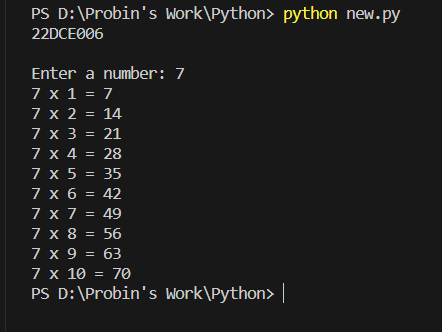 PS D:\Probin's Work\Python> python new.py
22DCE006
Enter a number: 7
7 x 1 = 7
7 x 2 = 14
7 x 3 = 21
7 x 4 = 28
7 x 5 = 35
7 x 6 = 42
7 x 7 = 49
7 x 8 = 56
7 x 9 = 63
7 x 10 = 70
PS D:\Probin's Work\Python>